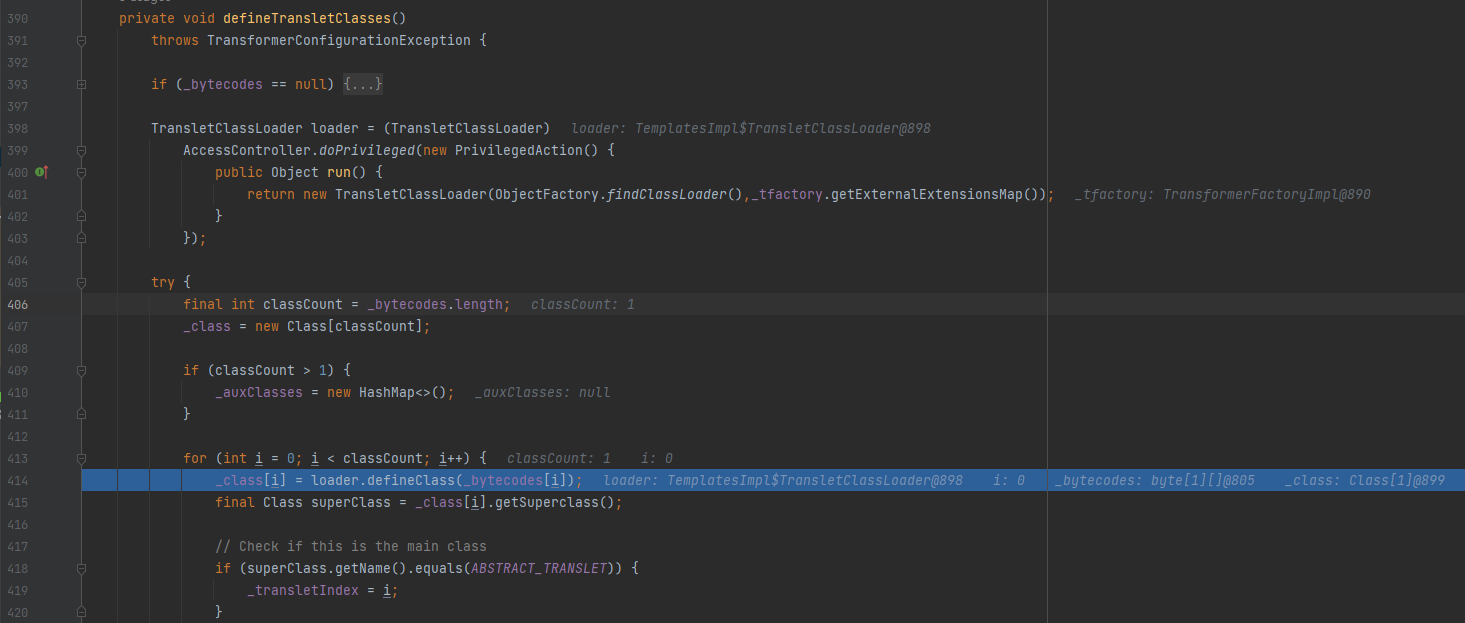 390 private void defineTransletClasses()
391 throws TransformerConfigurationException {
392
393 if (_bytecodes == null) {...}
397
398 TransletClassLoader loader = (TransletClassLoader) loader: TemplatesImpl$TransletClassLoader@898
399 AccessController.doPrivileged(new PrivilegedAction() {
400 public Object run() {
401 return new TransletClassLoader(ObjectFactory.findClassLoader(),_tfactory.getExternalExtensionsMap()); _tfactory: TransformerFactoryImpl@890
402 }
403 });
404
405 try {
406 final int classCount = _bytecodes.length; classCount: 1
407 _class = new Class[classCount];
408
409 if (classCount > 1) {
410 _auxClasses = new HashMap<>(); _auxClasses: null
411 }
412
413 for (int i = 0; i < classCount; i++) { classCount: 1 i: 0
414 _class[i] = loader.defineClass(_bytecodes[i]); loader: TemplatesImpl$TransletClassLoader@898 i: 0 _bytecodes: byte[1][]@805 _class: Class[1]@899
415 final Class superClass = _class[i].getSuperclass();
416
417 // Check if this is the main class
418 if (superClass.getName().equals(ABSTRACT_TRANSLET)) {
419 _transletIndex = i;
420 }